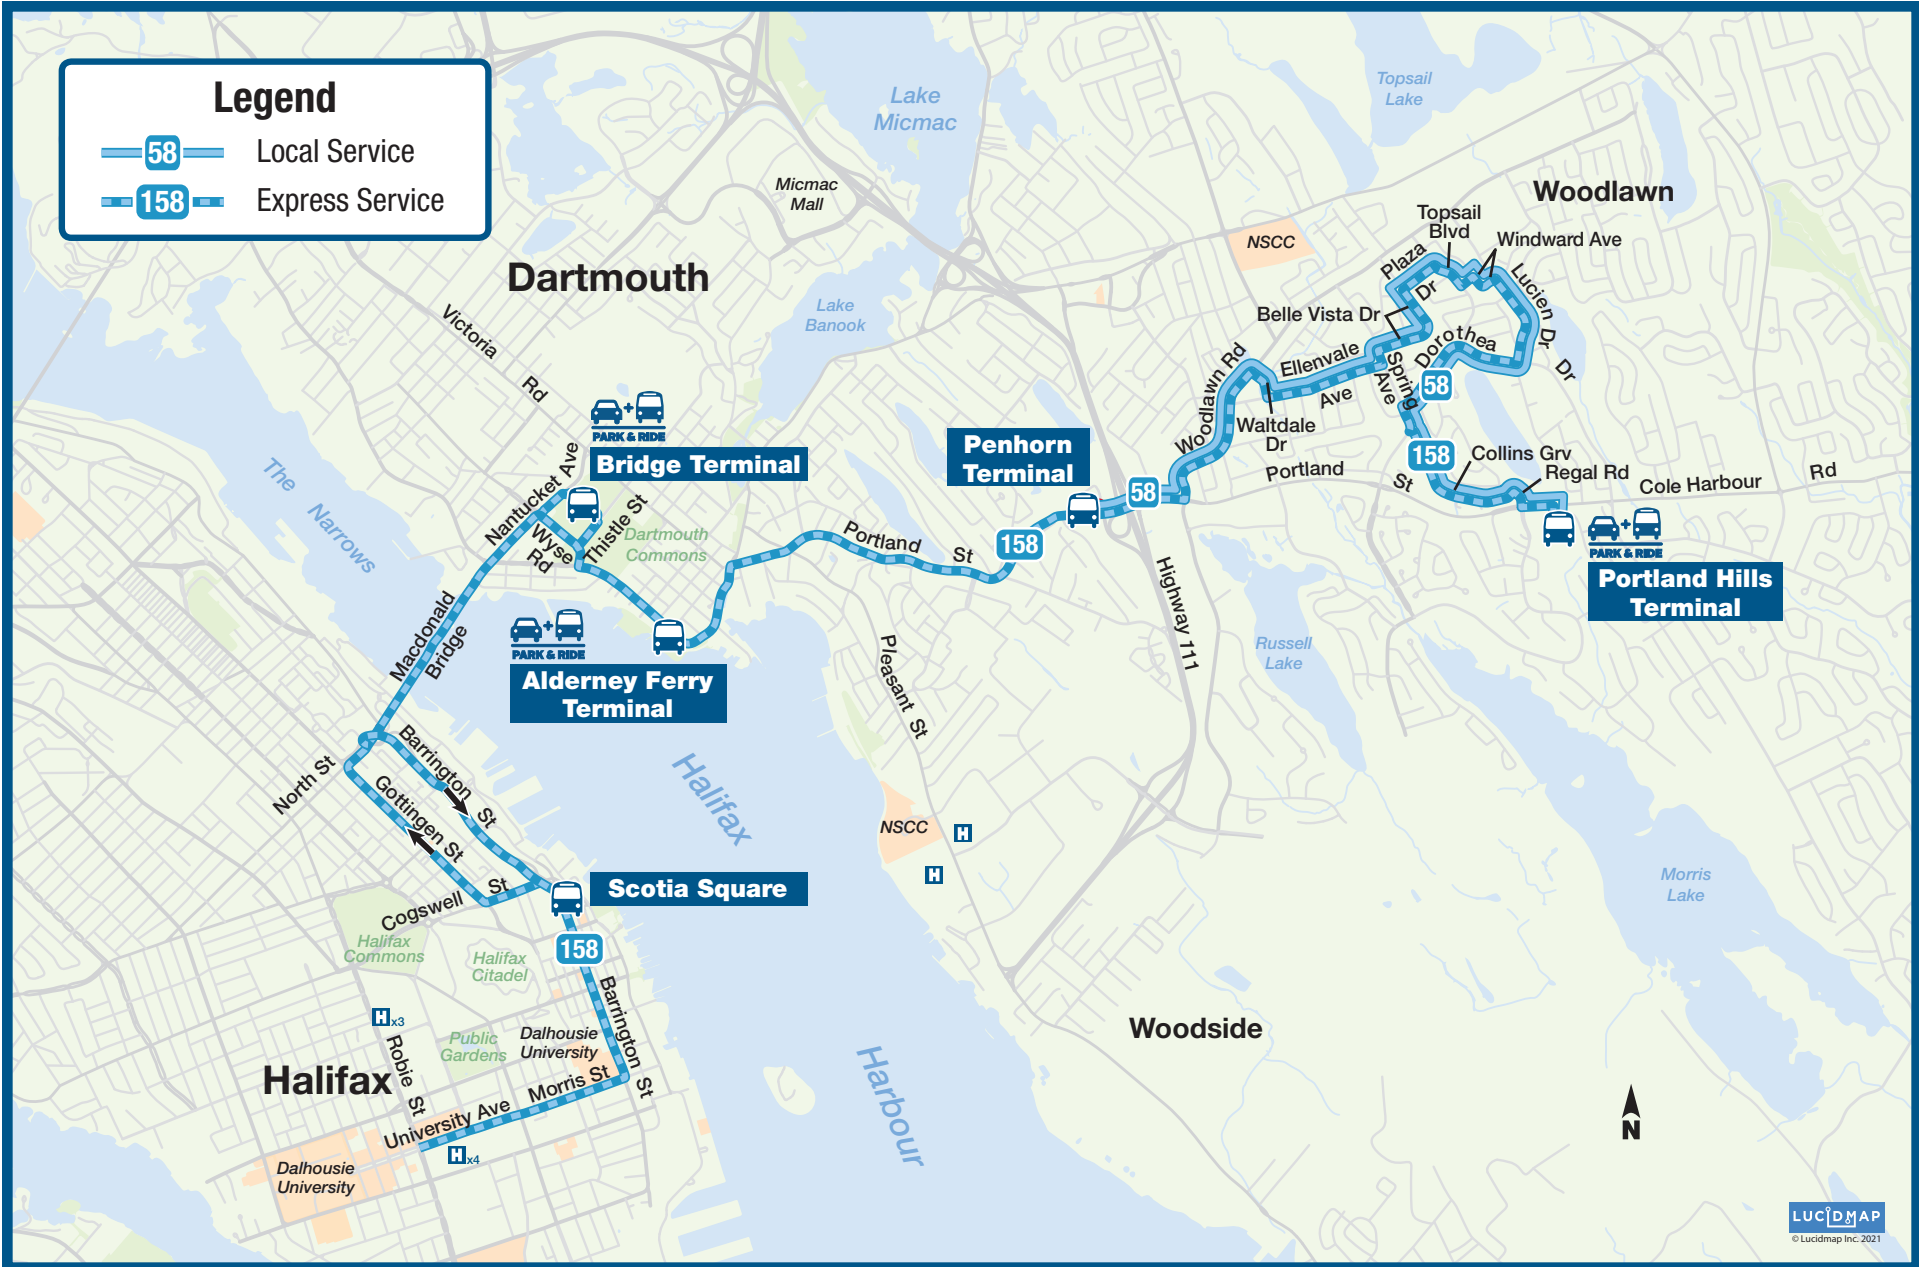 Legend
58 Local Service
158 Express Service
Lake
Micmac
Topsail
Lake
Micmac
Mall
Woodlawn
NSCC
Topsail
Blvd
Windward Ave
Plaza
Dr
Lucien Dr
Dartmouth
Lake
Banook
Belle Vista Dr
Victoria
Rd
Dorothea
Dr
Ellenvale
Ave
Spring
Ave
58
Woodlawn Rd
Waltdale
Dr
PARK & RIDE
Bridge Terminal
Penhorn
Terminal
158
Collins Grv
Regal Rd
Portland
St
Cole Harbour
Rd
58
The
Narrows
Nantucket Ave
Thistle St
Wyse
Rd
Dartmouth
Commons
Portland
St
158
PARK & RIDE
Portland Hills
Terminal
Highway 111
Macdonald
Bridge
PARK & RIDE
Alderney Ferry
Terminal
Pleasant St
Russell
Lake
Barrington
St
North St
Gottingen St
Halifax
NSCC
H
H
Scotia Square
Cogswell
St
Morris
Lake
Halifax
Commons
Halifax
Citadel
158
Barrington
St
H x3
Public
Gardens
Dalhousie
University
Woodside
Robie
St
Halifax
Morris St
University Ave
Harbour
H x4
Dalhousie
University
N
LUCIDMAP
© Lucidmap Inc. 2021